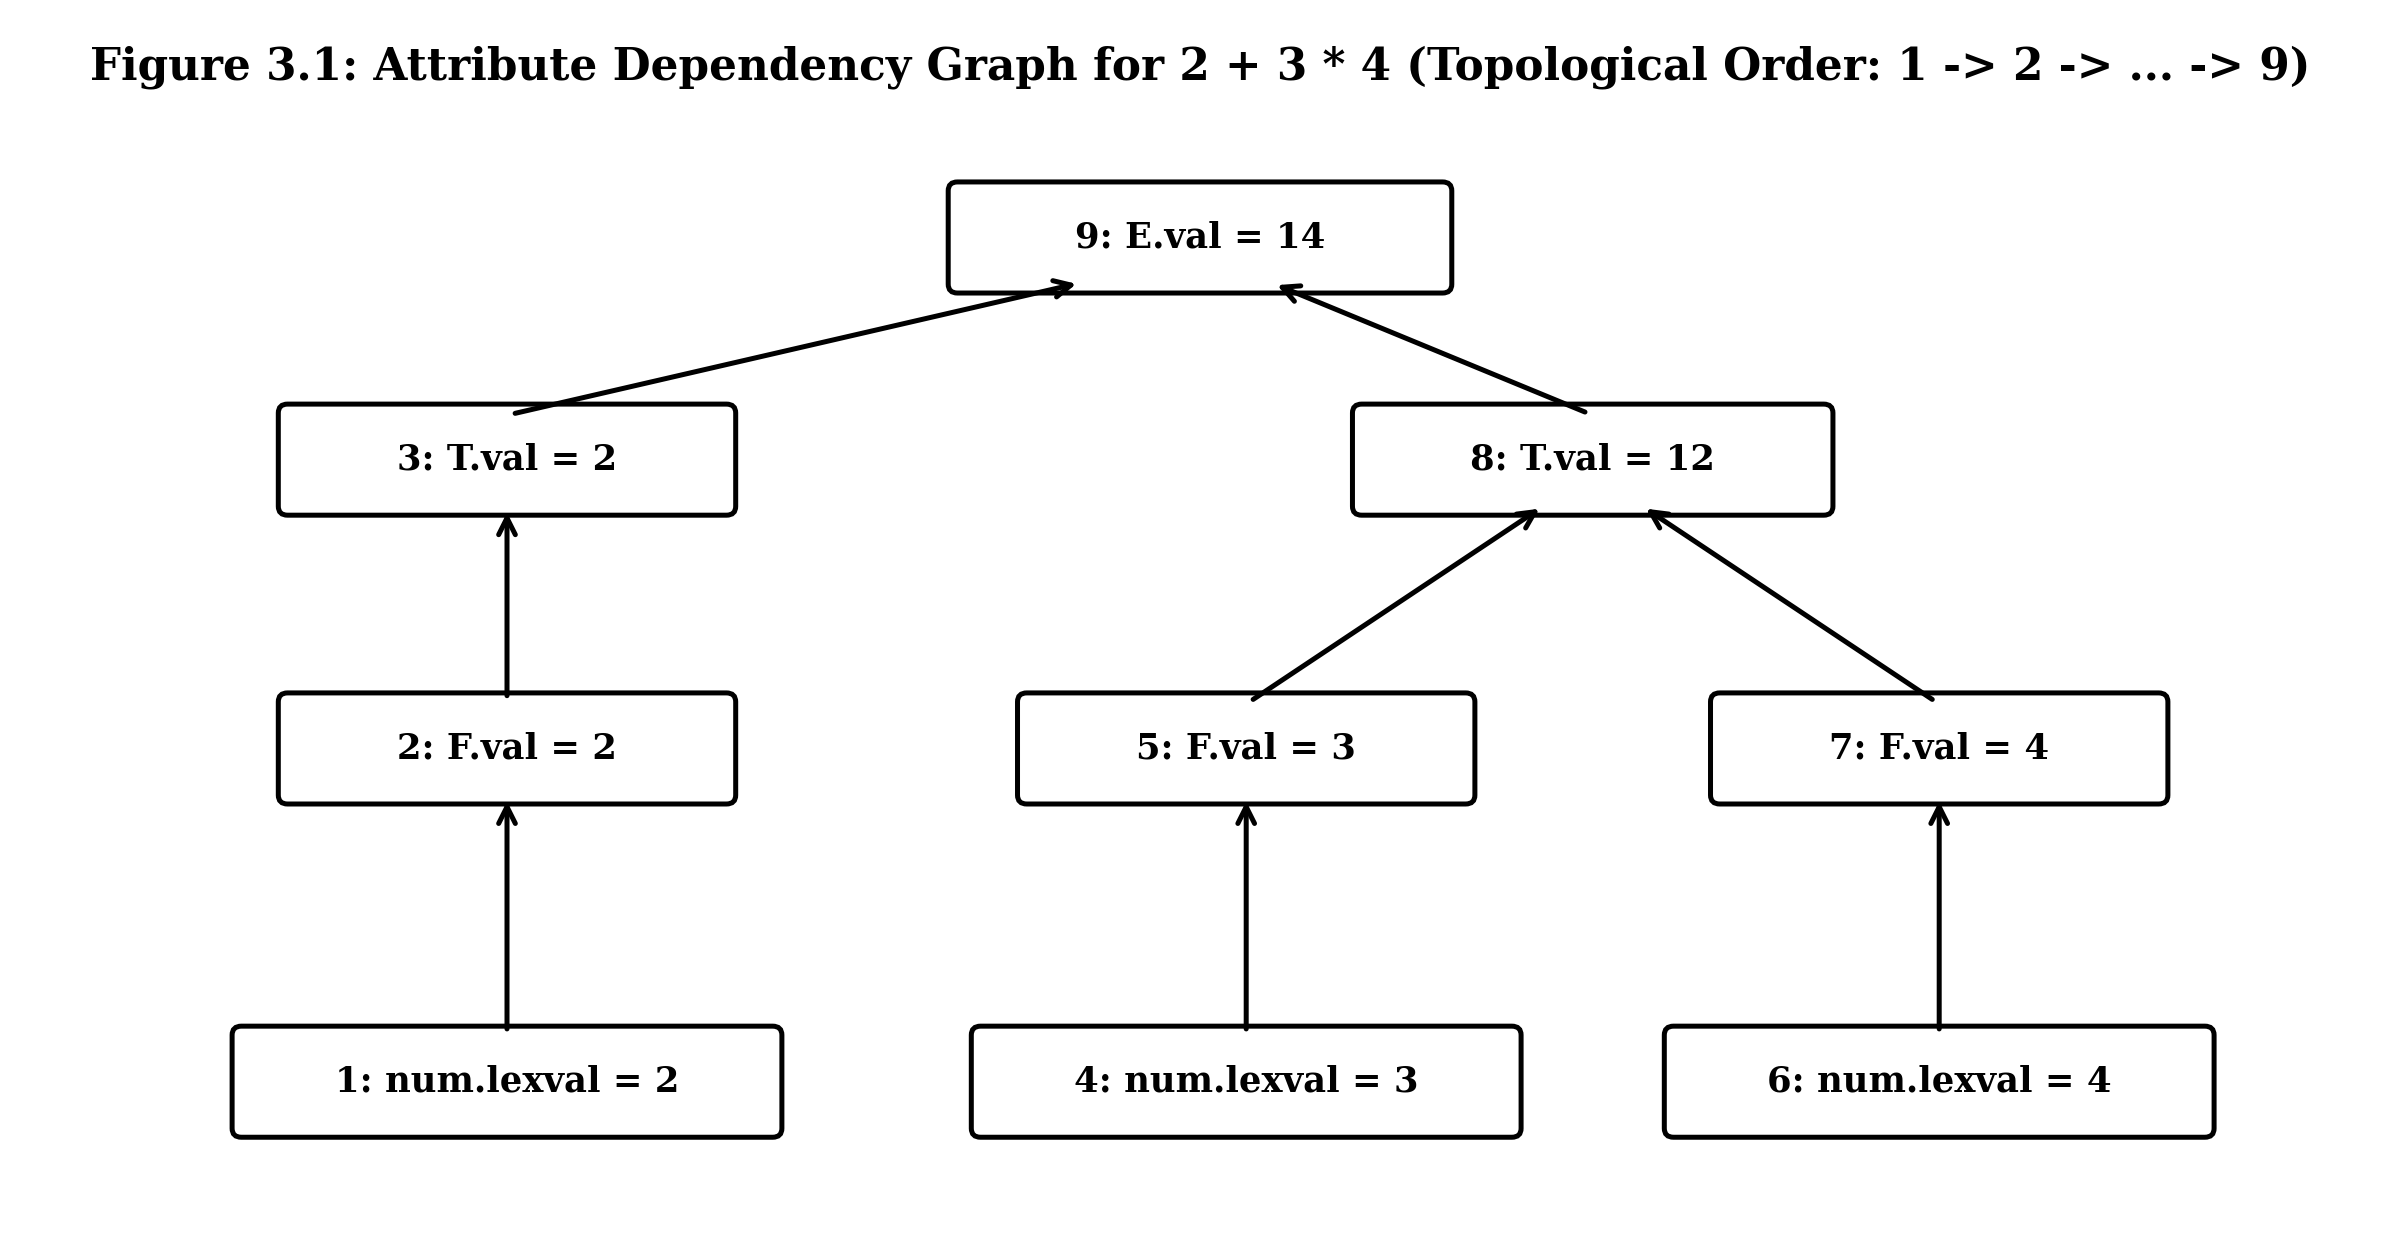 Figure 3.1: Attribute Dependency Graph for 2 + 3 * 4 (Topological Order: 1 -> 2 -> ... -> 9)
9: E.val = 14
3: T.val = 2
8: T.val = 12
2: F.val = 2
5: F.val = 3
7: F.val = 4
1: num.lexval = 2
4: num.lexval = 3
6: num.lexval = 4